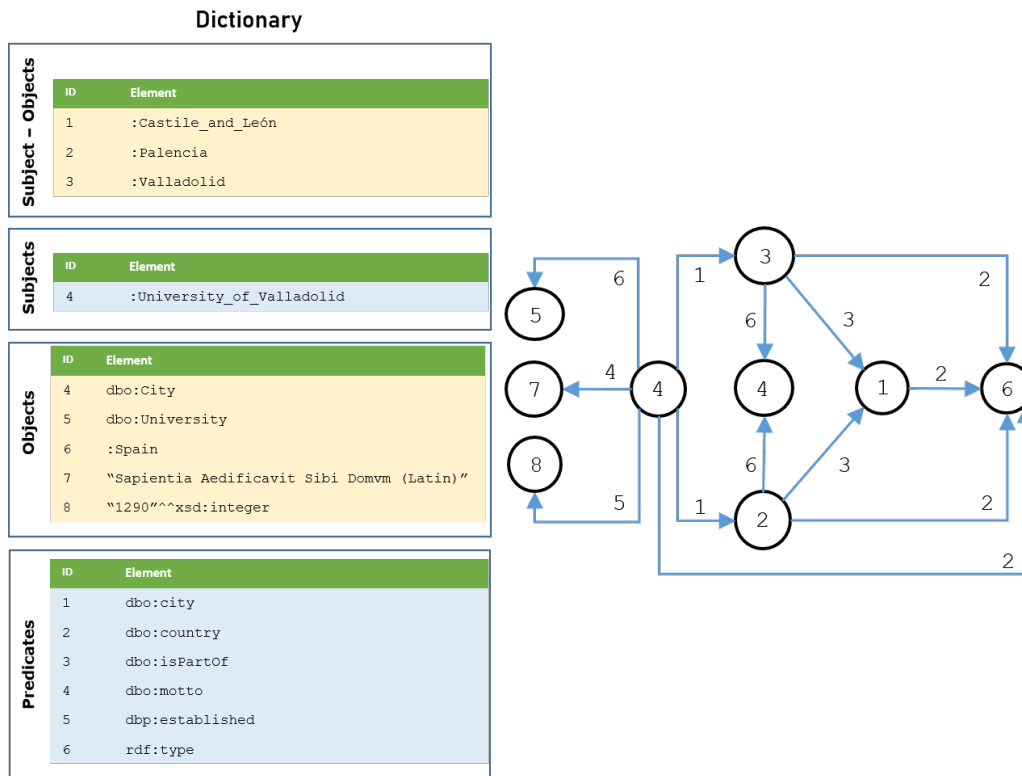 Dictionary
Subject – Objects
ID Element
1 :Castile_and_León
2 :Palencia
3 :Valladolid
Subjects
ID Element
4 :University_of_Valladolid
Objects
ID Element
4 dbo:City
5 dbo:University
6 :Spain
7 “Sapientia Aedificavit Sibi Domvm (Latin)”
8 “1290”^^xsd:integer
Predicates
ID Element
1 dbo:city
2 dbo:country
3 dbo:isPartOf
4 dbo:motto
5 dbp:established
6 rdf:type
3
6 1 2
5 6 3
7 4 4 4 1 2 6
8 6 3
5 1 2 2
2